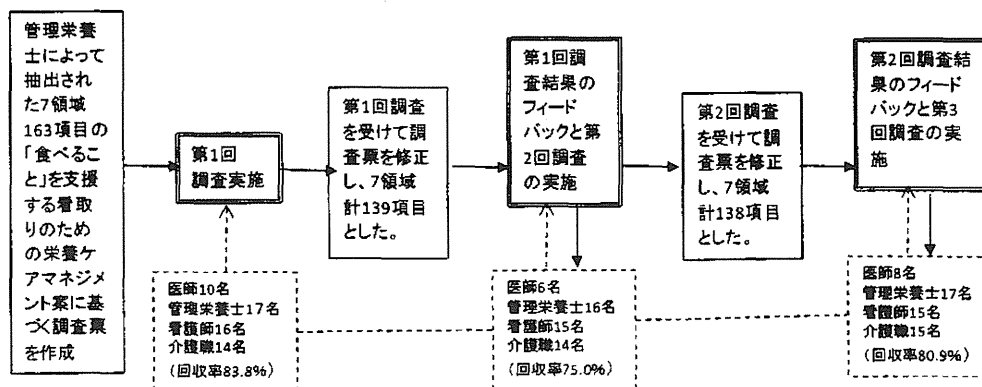 管理栄養
士によって
抽出され
た7領域
163項目の
「食べるこ
と」を支援
する看取
りのため
の栄養ケ
アマネジメ
ント案に基
づく調査票
を作成
第1回
調査実施
第1回調査
を受けて調
査票を修正
し、7領域
計139項目
とした。
第1回調
査結果の
フィード
バックと第
2回調査
の実施
第2回調査
を受けて調
査票を修正
し、7領域
計138項目
とした。
第2回調査結
果のフィード
バックと第3
回調査の実
施
医師10名
管理栄養士17名
看護師16名
介護職14名
(回収率83.8%)
医師6名
管理栄養士16名
看護師15名
介護職14名
(回収率75.0%)
医師8名
管理栄養士17名
看護師15名
介護職15名
(回収率80.9%)